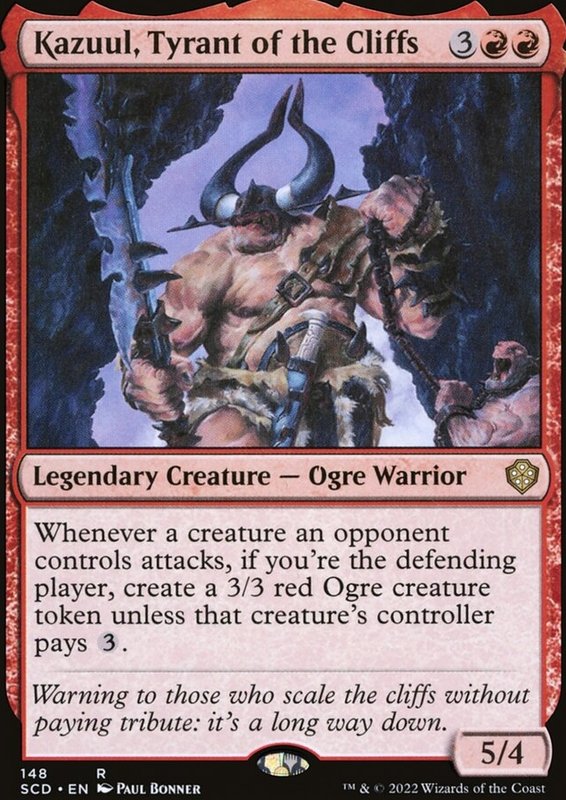 Kazuul, Tyrant of the Cliffs 3
Legendary Creature — Ogre Warrior
Whenever a creature an opponent
controls attacks, if you're the defending
player, create a 3/3 red Ogre creature
token unless that creature's controller
pays 3.
Warning to those who scale the cliffs without
paying tribute: it's a long way down.
5/4
148 R
SCD • EN Paul Bonner
™ & © 2022 Wizards of the Coast